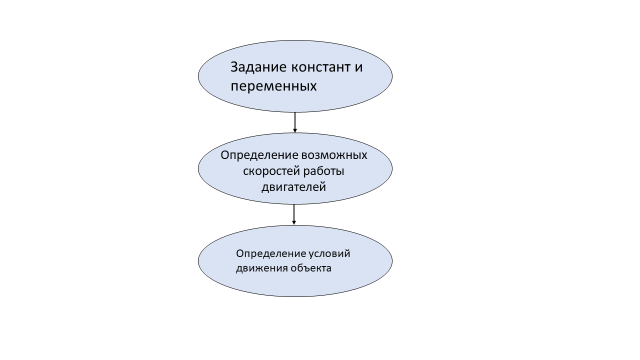 Задание констант и
переменных
Определение возможных
скоростей работы
двигателей
Определение условий
движения объекта